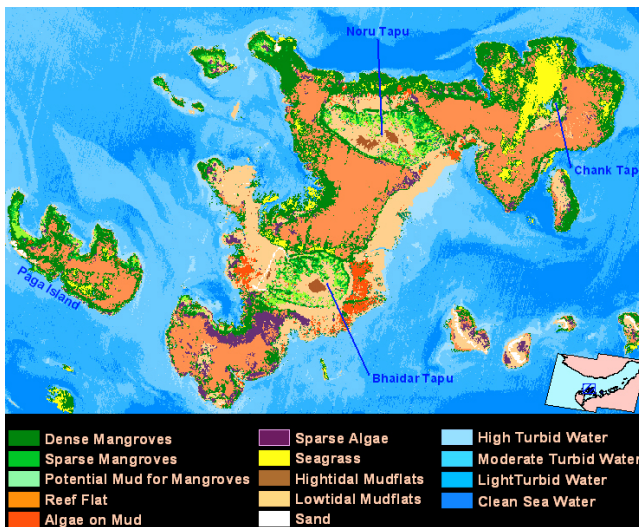 Noru Tapu
Chank Tap
Paga Island
Bhaidar Tapu
Dense Mangroves
Sparse Mangroves
Potential Mud for Mangroves
Reef Flat
Algae on Mud
Sparse Algae
Seagrass
Hightidal Mudflats
Lowtidal Mudflats
Sand
High Turbid Water
Moderate Turbid Water
LightTurbid Water
Clean Sea Water